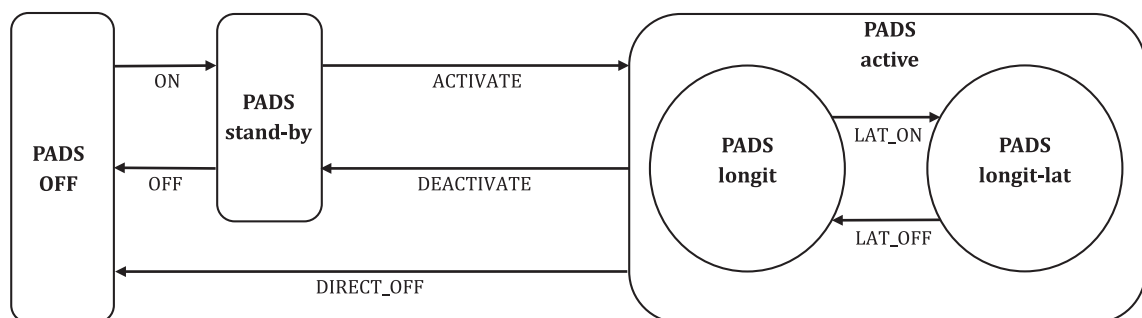 PADS
active
ON
ACTIVATE
PADS
stand-by
PADS
longit
LAT_ON
PADS
longit-lat
PADS
OFF
OFF
DEACTIVATE
LAT_OFF
DIRECT_OFF